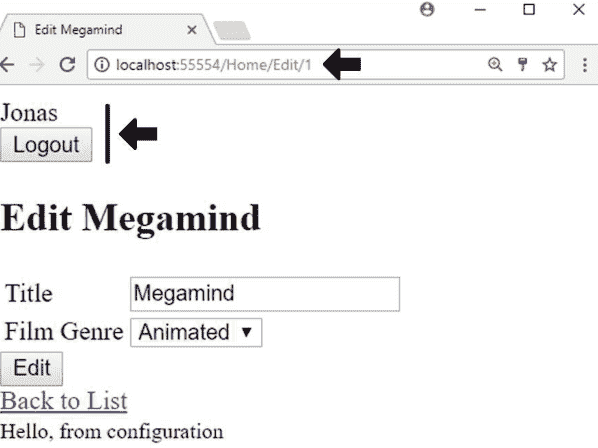 Edit Megamind
localhost:55554/Home/Edit/1
Jonas
Logout
Edit Megamind
Title Megamind
Film Genre Animated
Edit
Back to List
Hello, from configuration